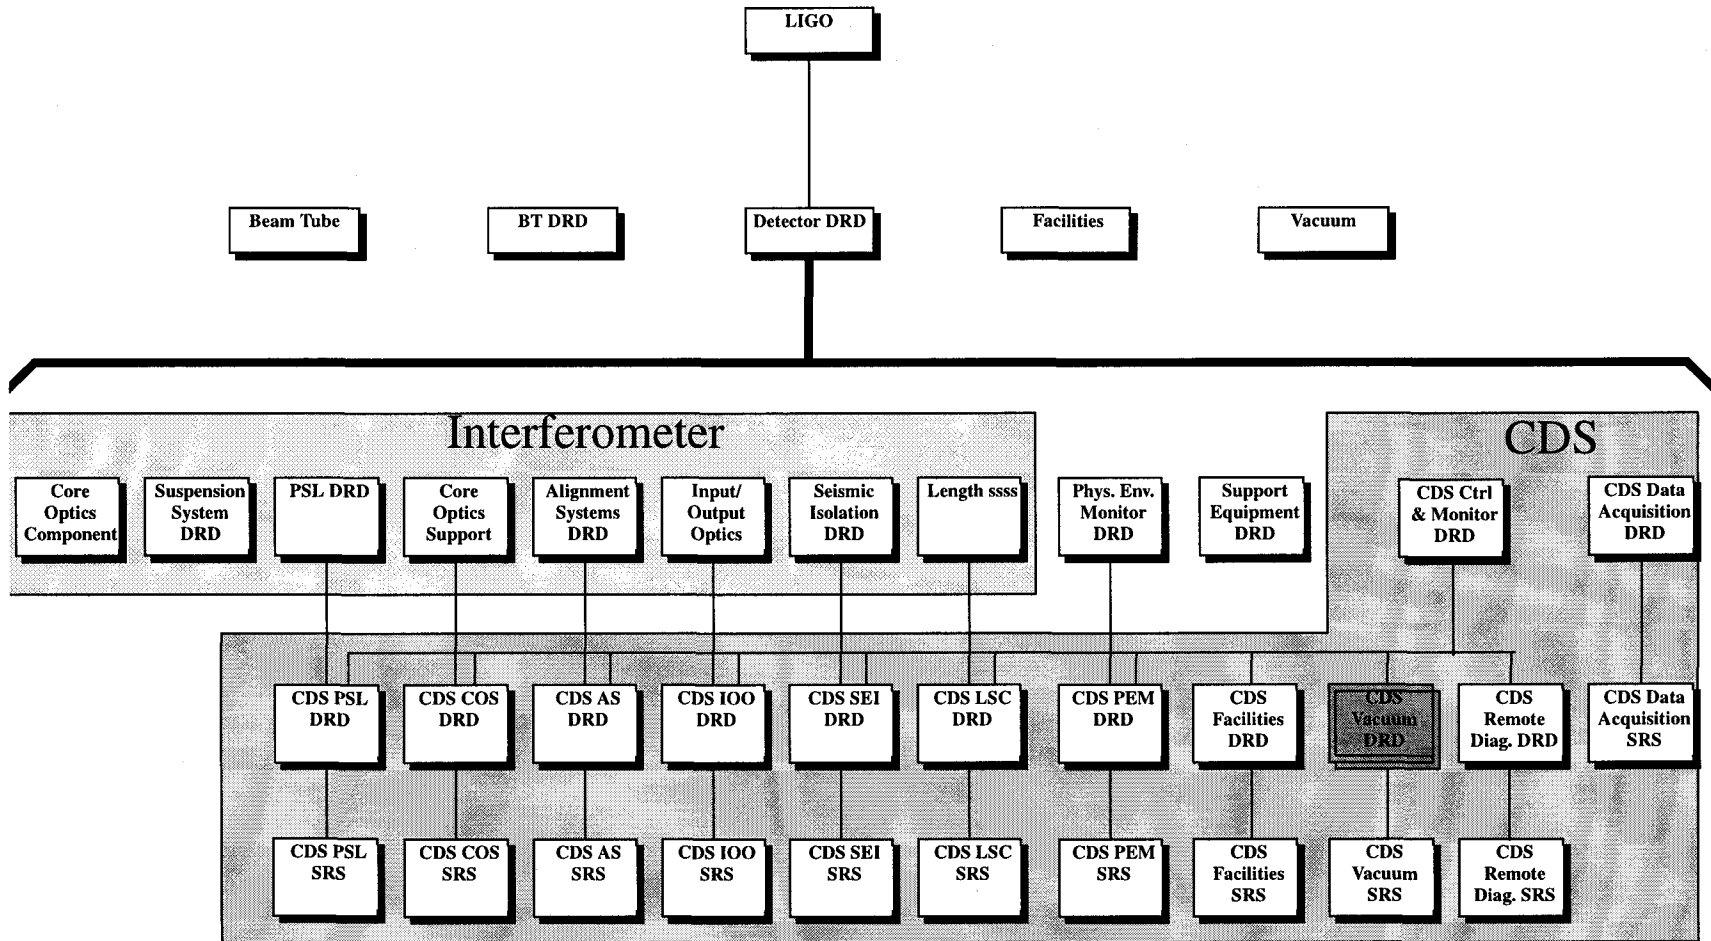 LIGO
Beam Tube
BT DRD
Detector DRD
Facilities
Vacuum
Interferometer
CDS
Core
Optics
Component
Suspension
System
DRD
PSL DRD
Core
Optics
Support
Alignment
Systems
DRD
Input/
Output
Optics
Seismic
Isolation
DRD
Length ssss
Phys. Env.
Monitor
DRD
Support
Equipment
DRD
CDS Ctrl
& Monitor
DRD
CDS Data
Acquisition
DRD
CDS PSL
DRD
CDS COS
DRD
CDS AS
DRD
CDS IOO
DRD
CDS SEI
DRD
CDS LSC
DRD
CDS PEM
DRD
CDS
Facilities
DRD
CDS
Vacuum
DRD
CDS
Remote
Diag. DRD
CDS Data
Acquisition
SRS
CDS PSL
SRS
CDS COS
SRS
CDS AS
SRS
CDS IOO
SRS
CDS SEI
SRS
CDS LSC
SRS
CDS PEM
SRS
CDS
Facilities
SRS
CDS
Vacuum
SRS
CDS
Remote
Diag. SRS